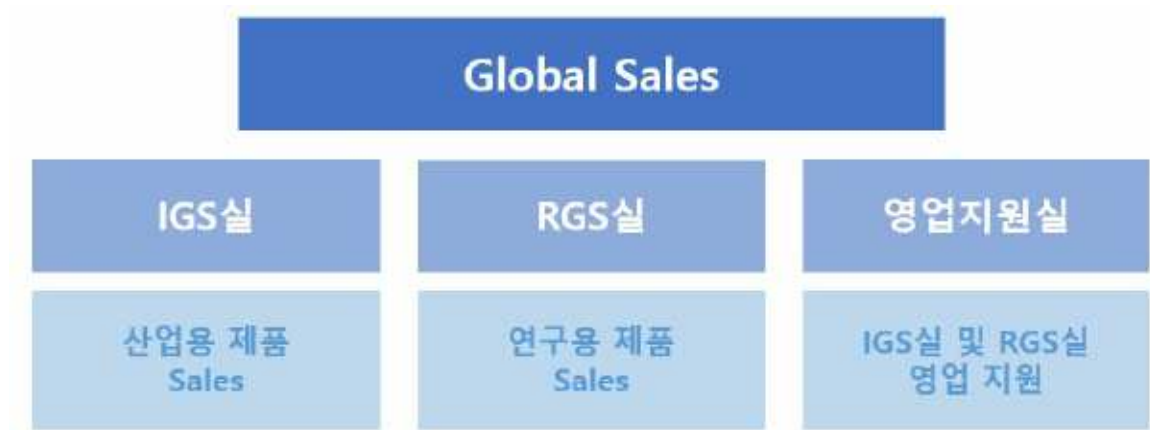 Global Sales
IGS실
RGS실
영업지원실
산업용 제품
Sales
연구용 제품
Sales
IGS실 및 RGS실
영업 지원